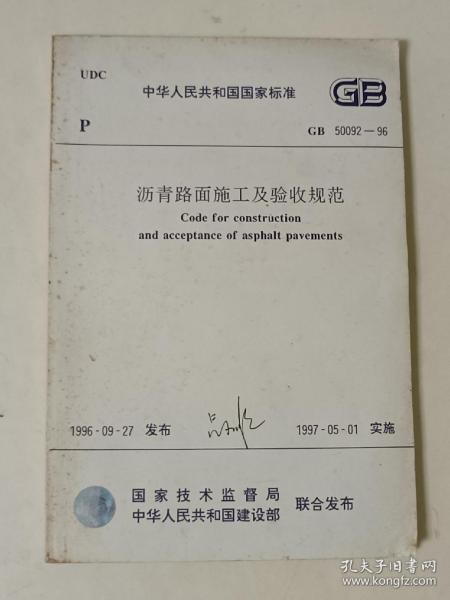 UDC
中华人民共和国国家标准
GB
P
GB 50092—96
沥青路面施工及验收规范
Code for construction
and acceptance of asphalt pavements
1996-09-27 发布
1997-05-01 实施
国家技术监督局
中华人民共和国建设部
联合发布
孔夫子旧书网
www.kongfz.com